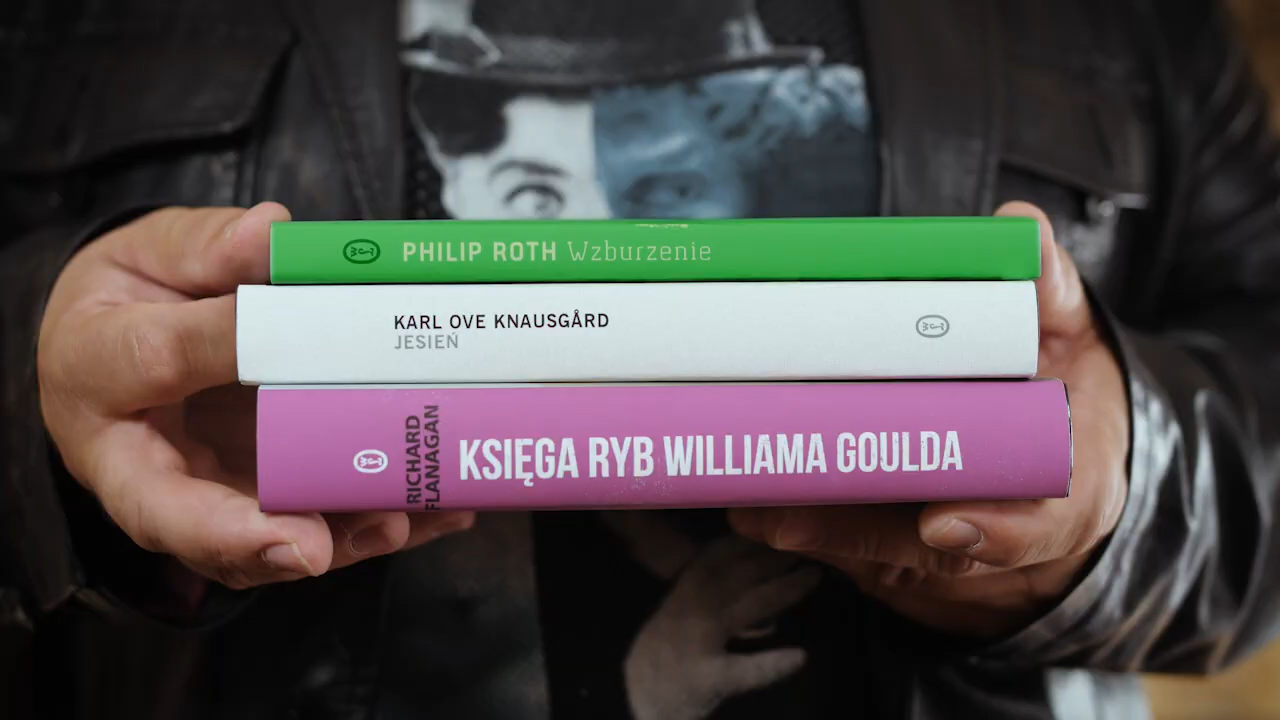 PHILIP ROTH Wzburzenie
KARL OVE KNAUSGÅRD
JESIEŃ
RICHARD
FLANAGAN
KSIĘGA RYB WILLIAMA GOULDA